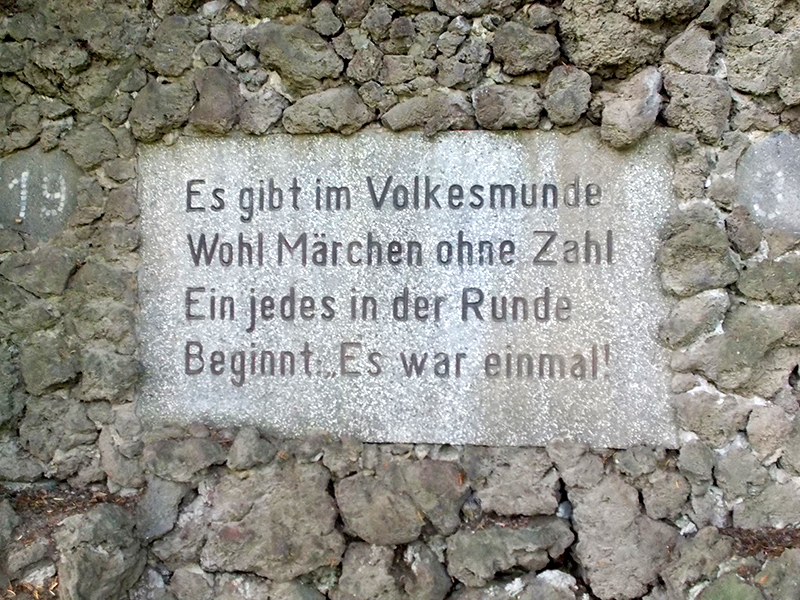 19
Es gibt im Volkesmunde
Wohl Märchen ohne Zahl
Ein jedes in der Runde
Beginnt: „Es war einmal!